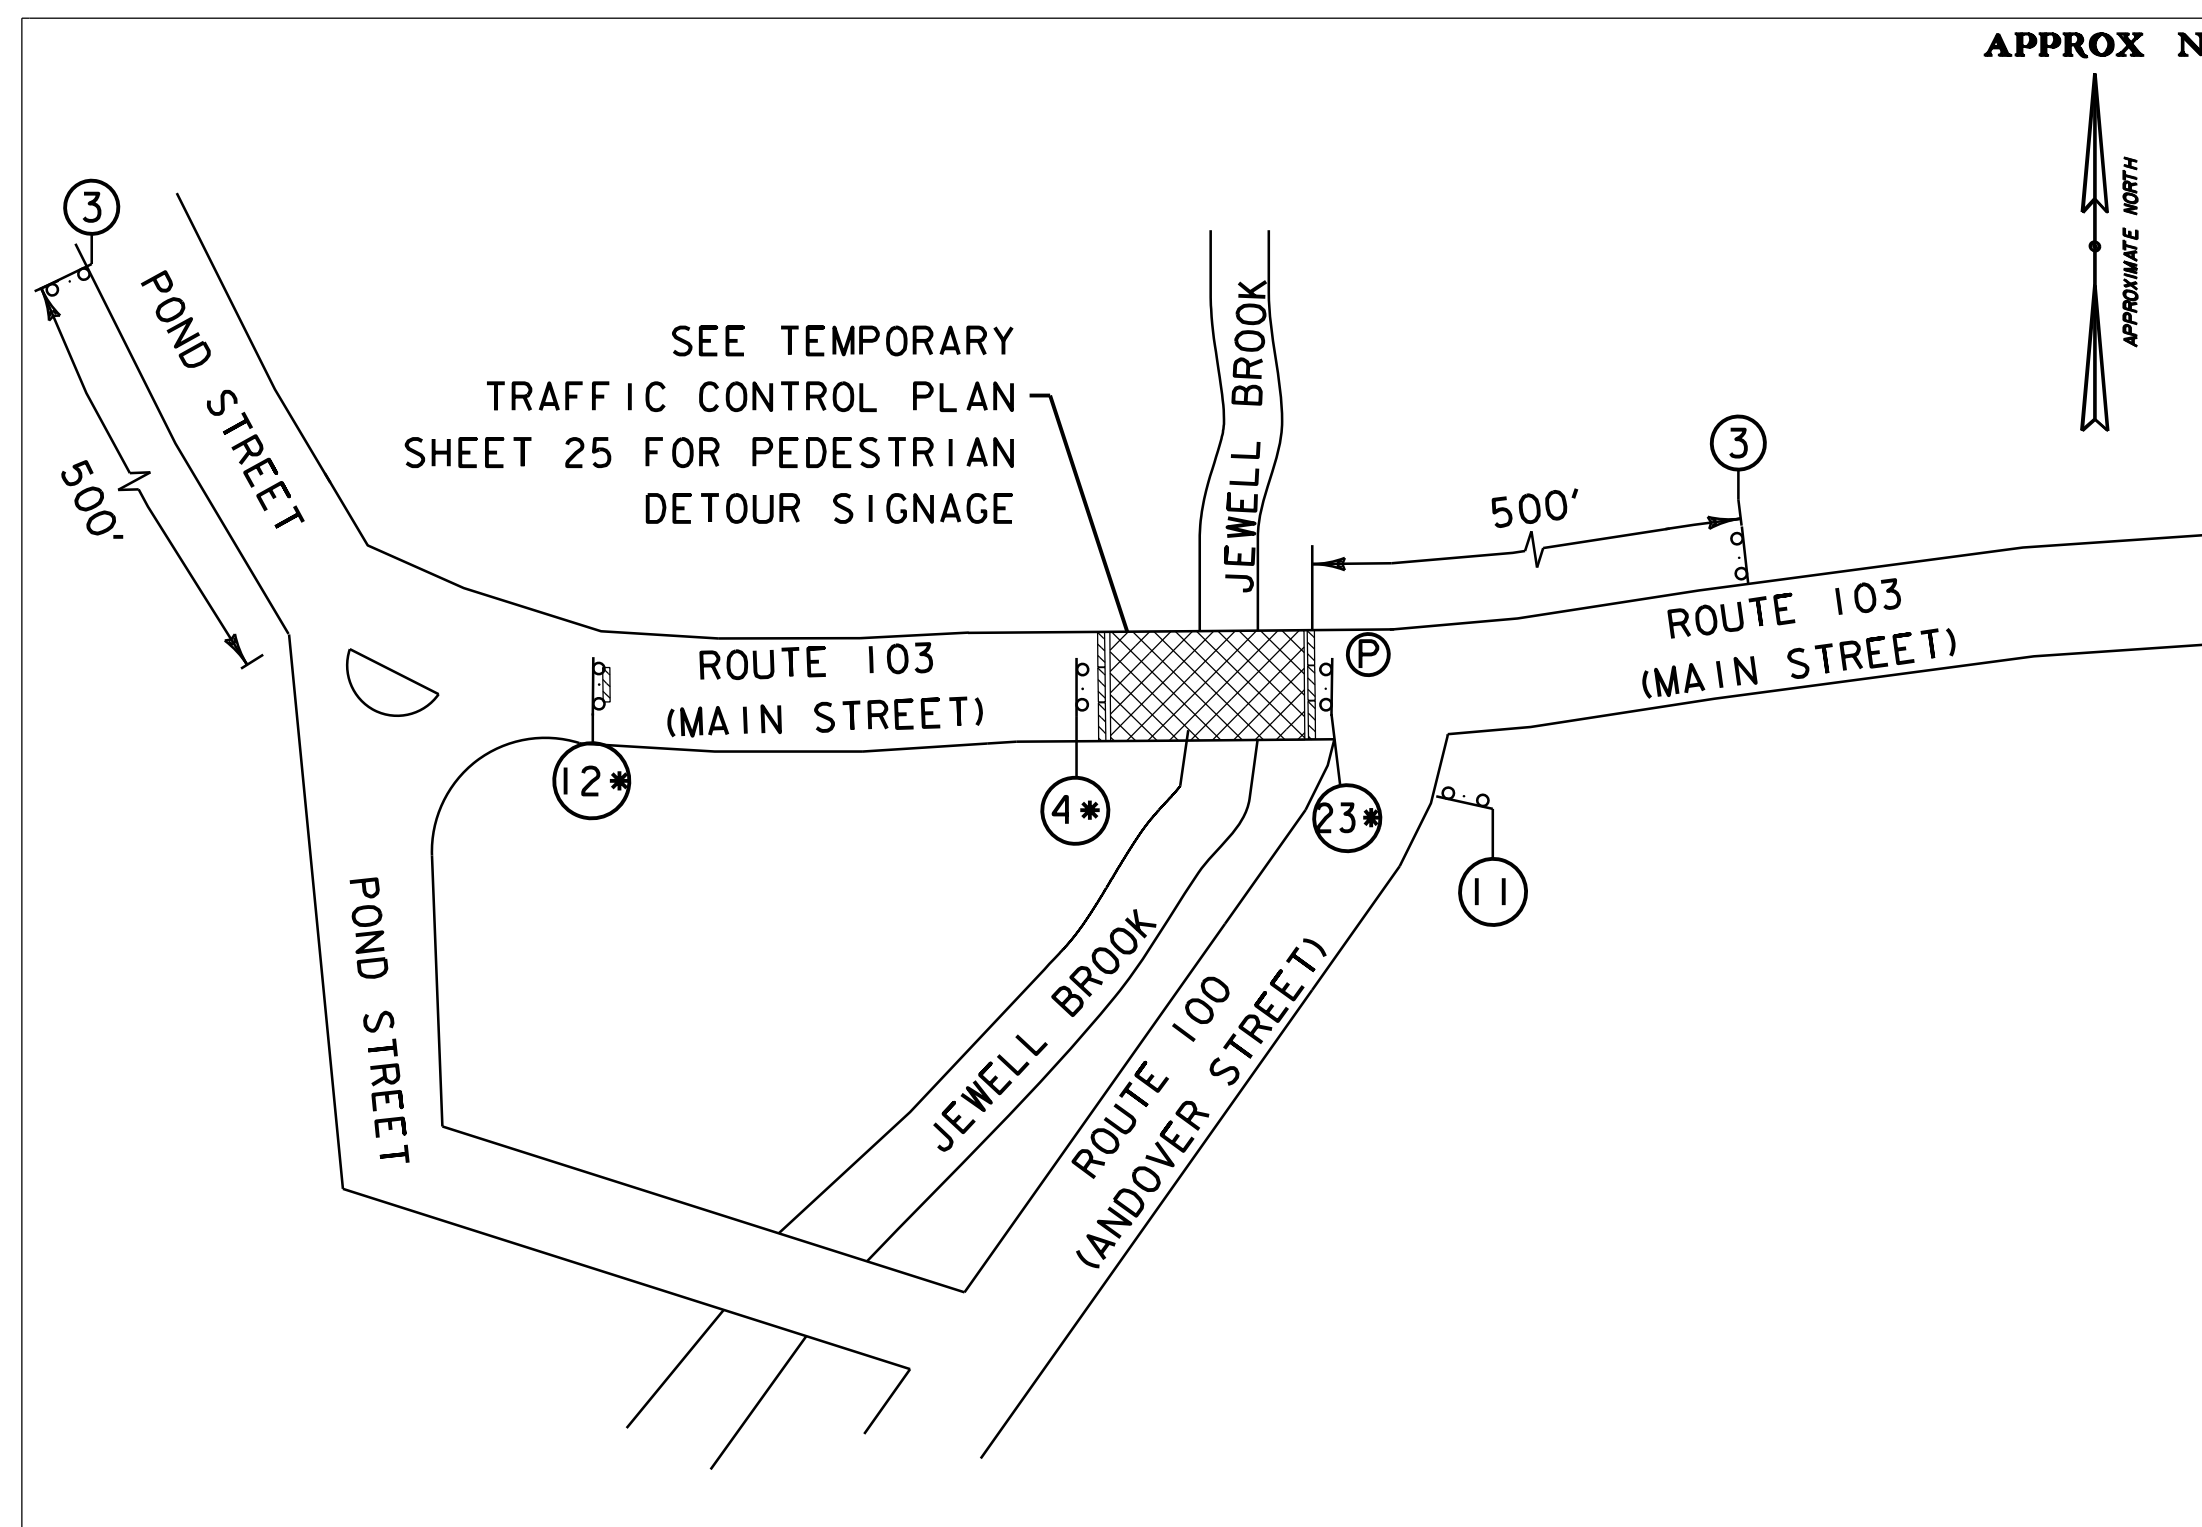 APPROX N
APPROXIMATE NORTH
3
POND STREET
500'
SEE TEMPORARY
TRAFFIC CONTROL PLAN
SHEET 25 FOR PEDESTRIAN
DETOUR SIGNAGE
JEWELL BROOK
3
500'
ROUTE 103
(MAIN STREET)
P
ROUTE 103
(MAIN STREET)
12*
4*
23*
11
POND STREET
JEWELL BROOK
ROUTE 100
(ANDOVER STREET)